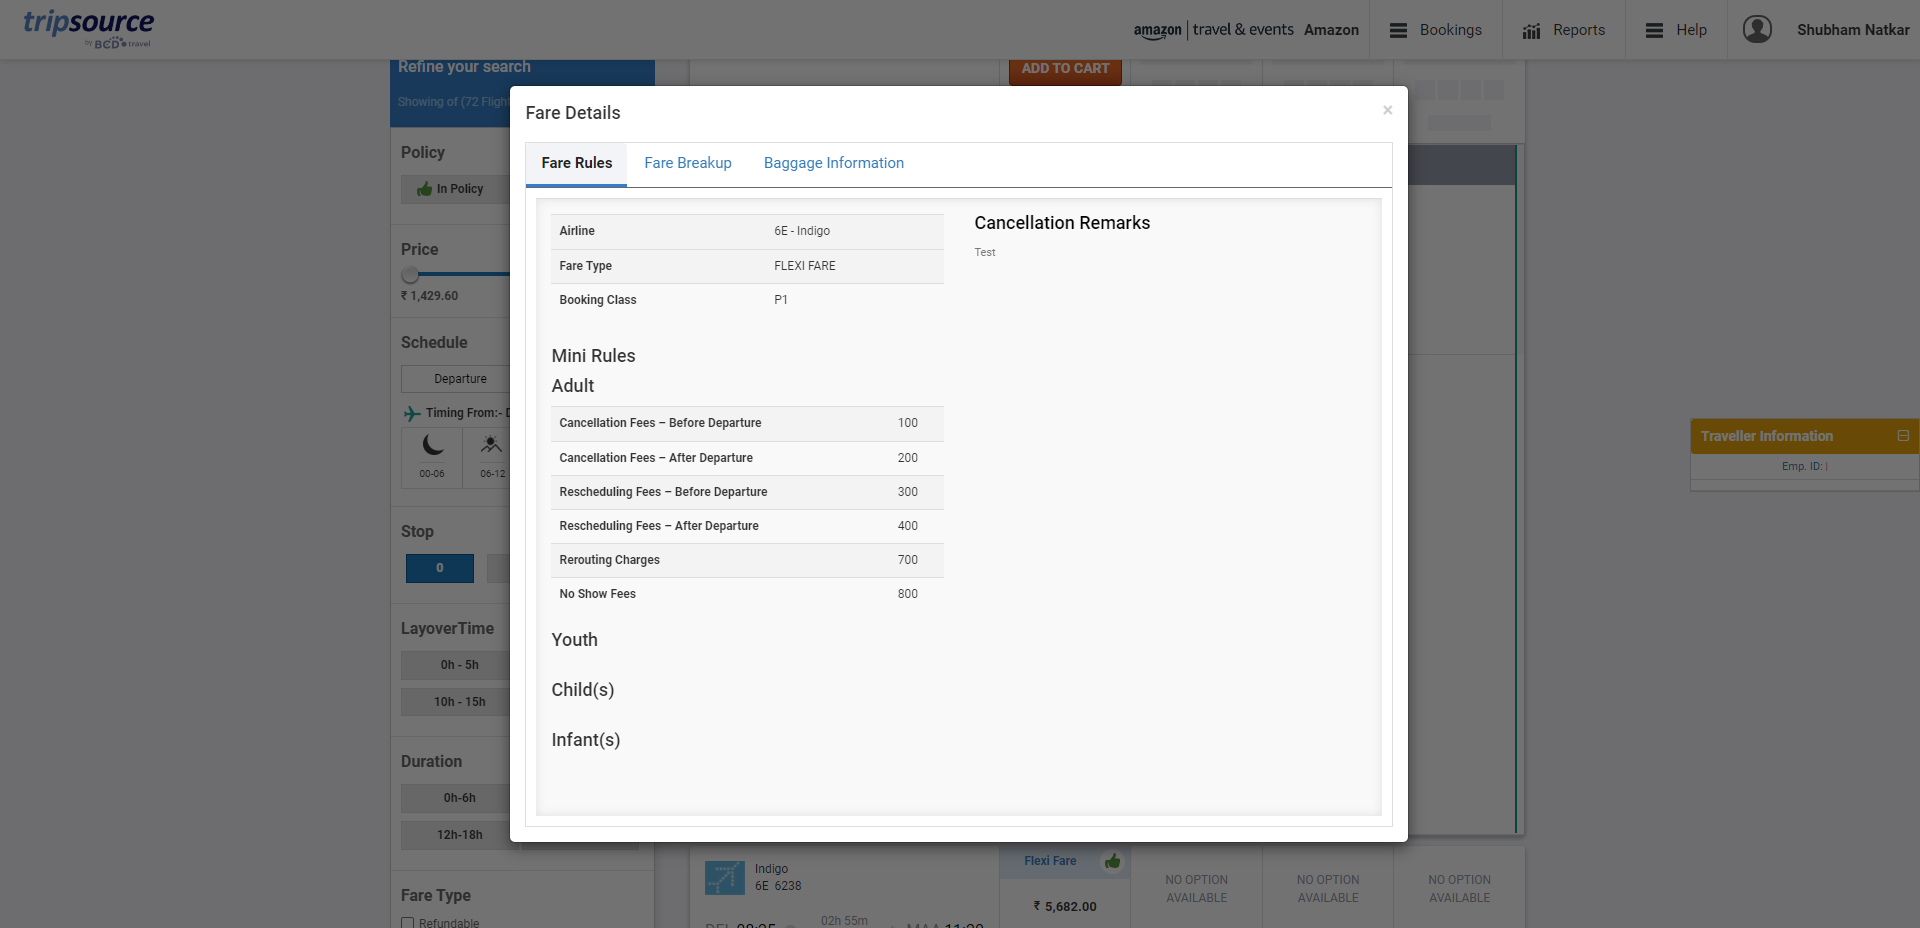 tripsource
by BCD travel
amazon | travel & events Amazon
Bookings
Reports
Help
Shubham Natkar
Refine your search
Showing of (72 Fligh
ADD TO CART
Policy
In Policy
Price
₹ 1,429.60
Schedule
Departure
Timing From:- D
00-06
06-12
Stop
0
LayoverTime
0h - 5h
10h - 15h
Duration
0h-6h
12h-18h
Fare Type
Refundable
Fare Details
×
Fare Rules
Fare Breakup
Baggage Information
Airline 6E - Indigo
Fare Type FLEXI FARE
Booking Class P1
Mini Rules
Adult
Cancellation Fees – Before Departure 100
Cancellation Fees – After Departure 200
Rescheduling Fees – Before Departure 300
Rescheduling Fees – After Departure 400
Rerouting Charges 700
No Show Fees 800
Youth
Child(s)
Infant(s)
Cancellation Remarks
Test
Traveller Information
Emp. ID: |
Indigo
6E 6238
02h 55m
Flexi Fare
₹ 5,682.00
NO OPTION
AVAILABLE
NO OPTION
AVAILABLE
NO OPTION
AVAILABLE